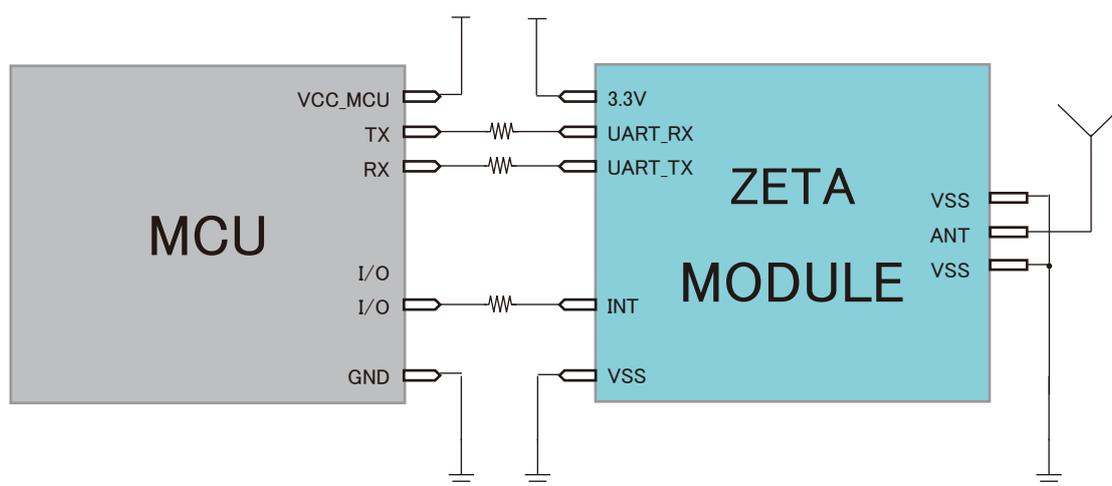 VCC_MCU
TX
RX
MCU
I/O
I/O
GND
3.3V
UART_RX
UART_TX
ZETA
MODULE
INT
VSS
VSS
ANT
VSS